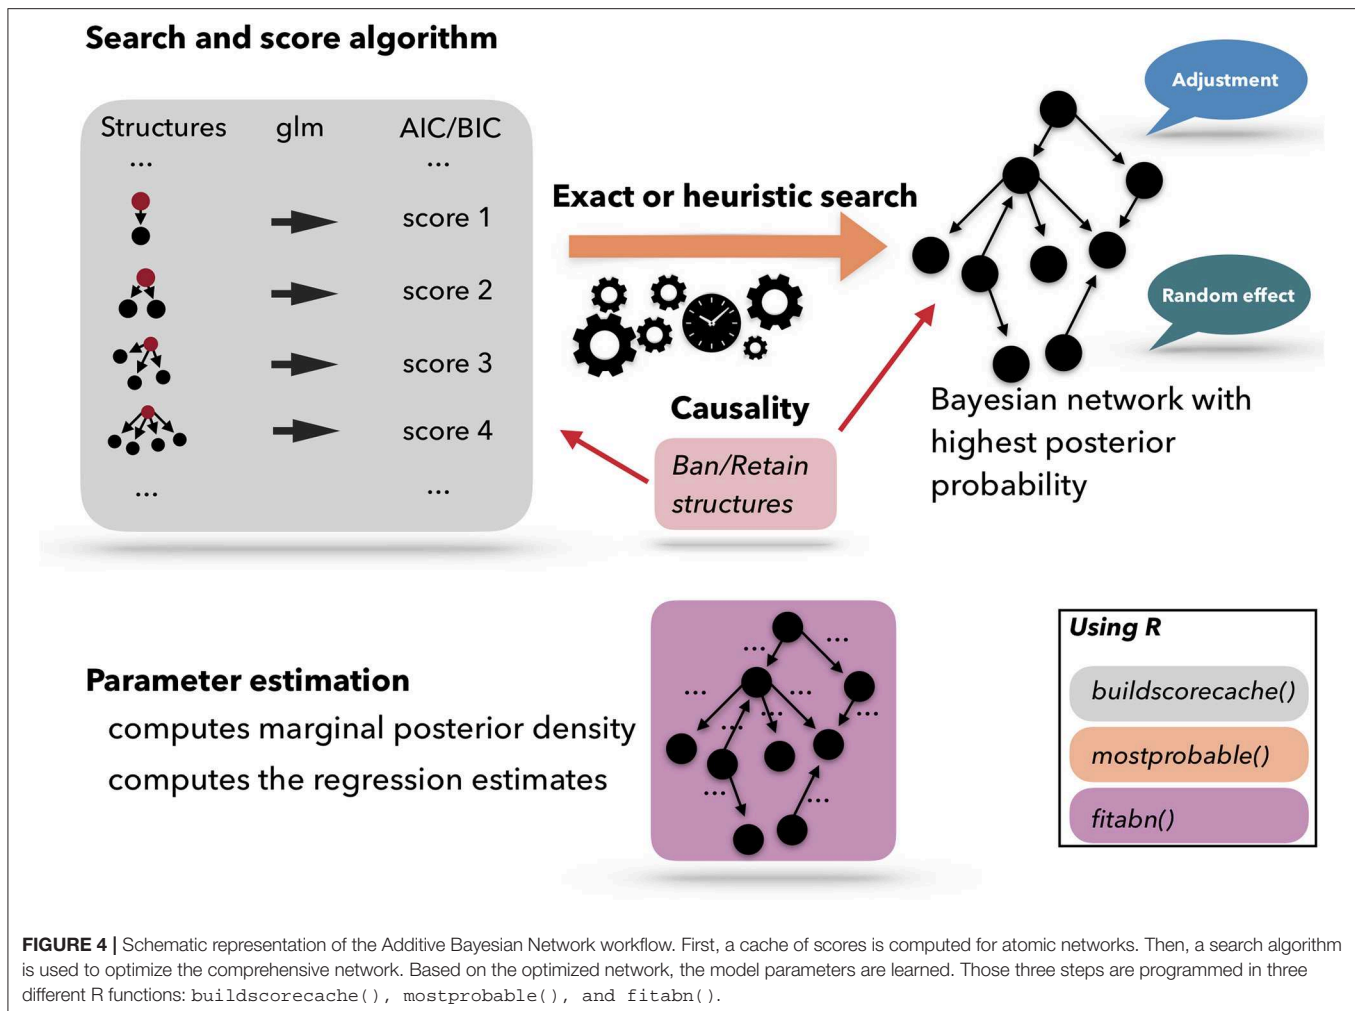 Search and score algorithm
Structures glm AIC/BIC
... ...
score 1
score 2
score 3
score 4
... ...
Exact or heuristic search
Adjustment
Random effect
Causality
Ban/Retain
structures
Bayesian network with
highest posterior
probability
Parameter estimation
computes marginal posterior density
computes the regression estimates
...
...
...
...
...
...
...
...
...
Using R
buildscorecache()
mostprobable()
fitabn()
FIGURE 4 | Schematic representation of the Additive Bayesian Network workflow. First, a cache of scores is computed for atomic networks. Then, a search algorithm
is used to optimize the comprehensive network. Based on the optimized network, the model parameters are learned. Those three steps are programmed in three
different R functions: buildscorecache(), mostprobable(), and fitabn().